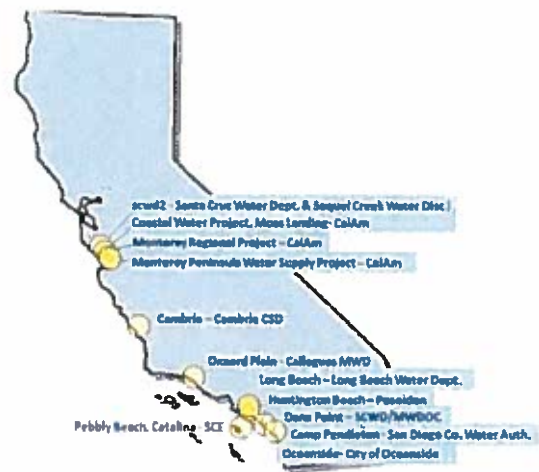 scwd2 - Santa Cruz Water Dept. & Soquel Creek Water Disc
Coastal Water Project, Moss Landing- CalAm
Monterey Regional Project - CalAm
Monterey Peninsula Water Supply Project - CalAm
Cambria - Cambria CSD
Oxnard Plain - Calleguas MWD
Long Beach - Long Beach Water Dept.
Huntington Beach - Poseidon
Dana Point - SCWD/MWDOC
Pebbly Beach, Catalina - SCE
Camp Pendleton - San Diego Co. Water Auth.
Oceanside- City of Oceanside